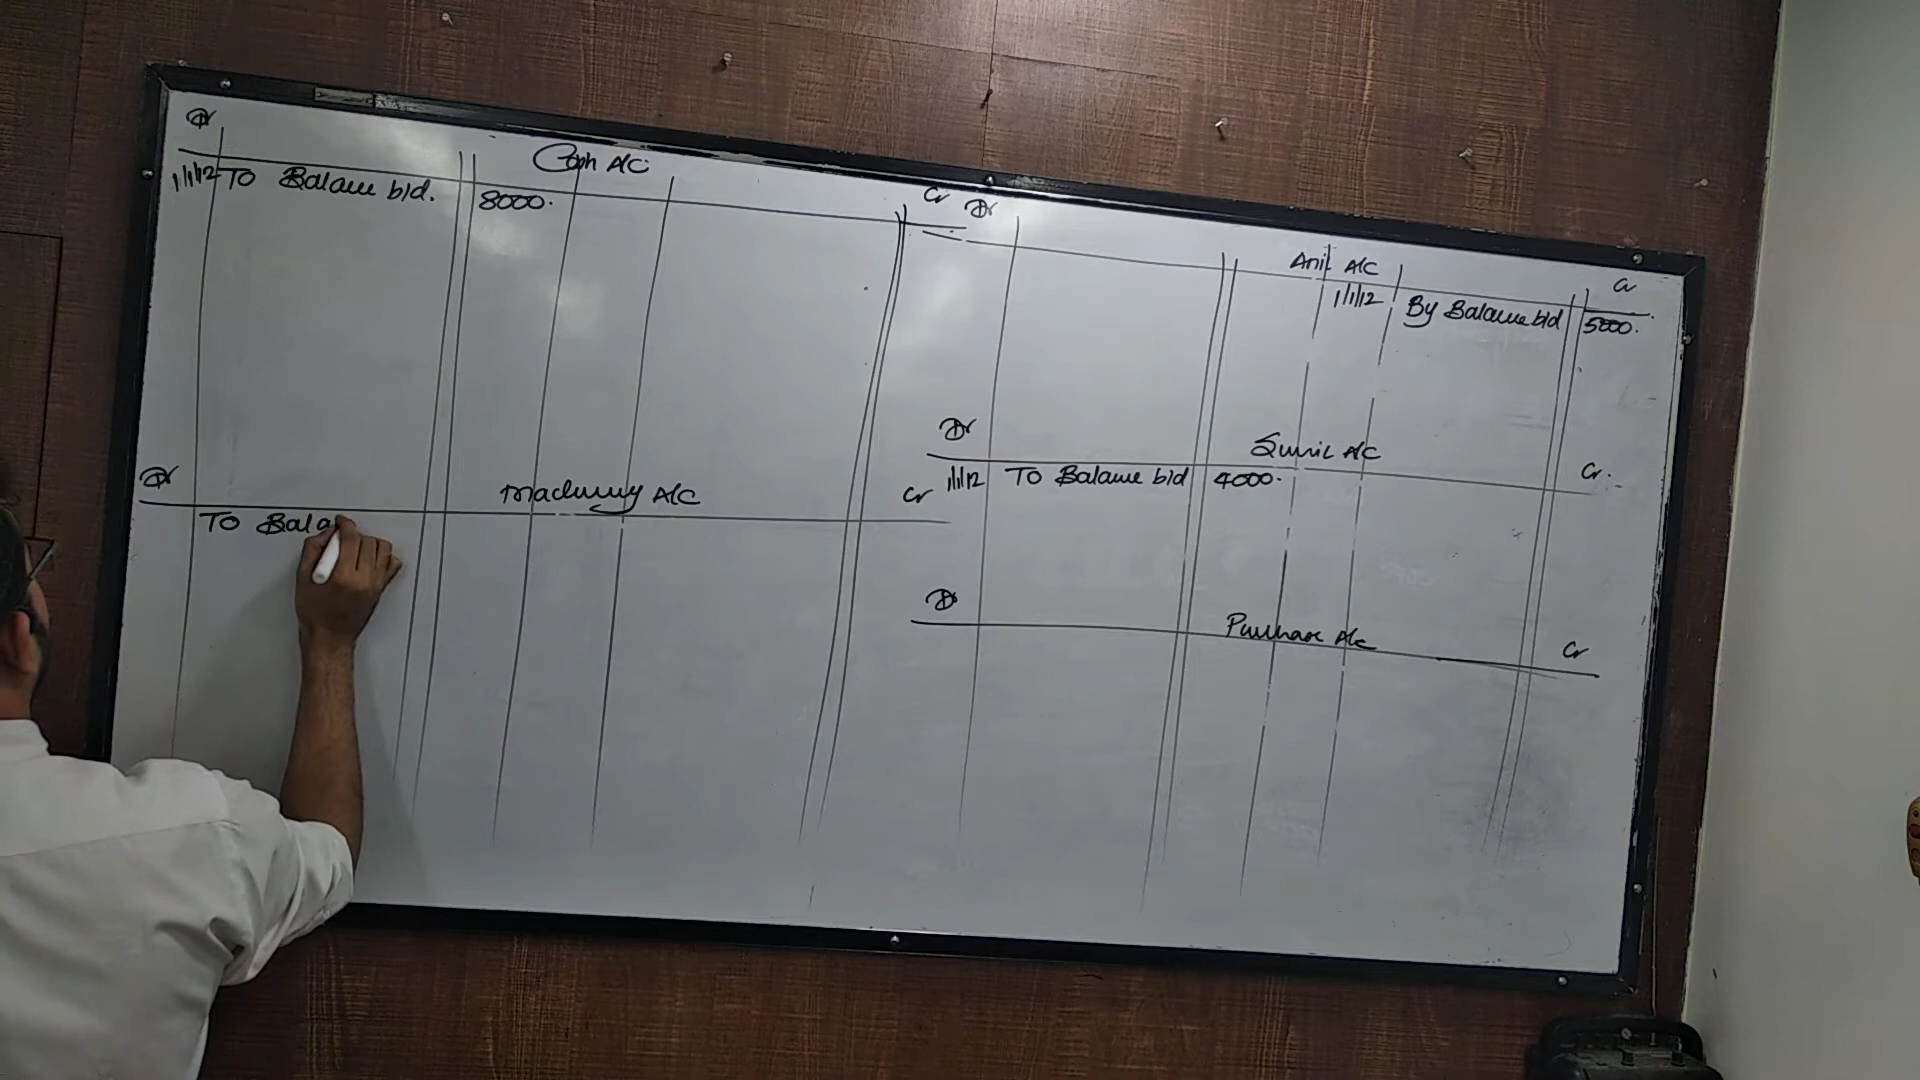 Dr
Cash A/C
Cr
1/1/12 To Balance b/d. 8000.
Dr
Machinery A/C
Cr
To Bala
Dr
Anil A/C
Cr
1/1/12 By Balance b/d 5000.
Dr
Sunil A/C
Cr.
1/1/12 To Balance b/d 4000.
Dr
Purchase A/c
Cr